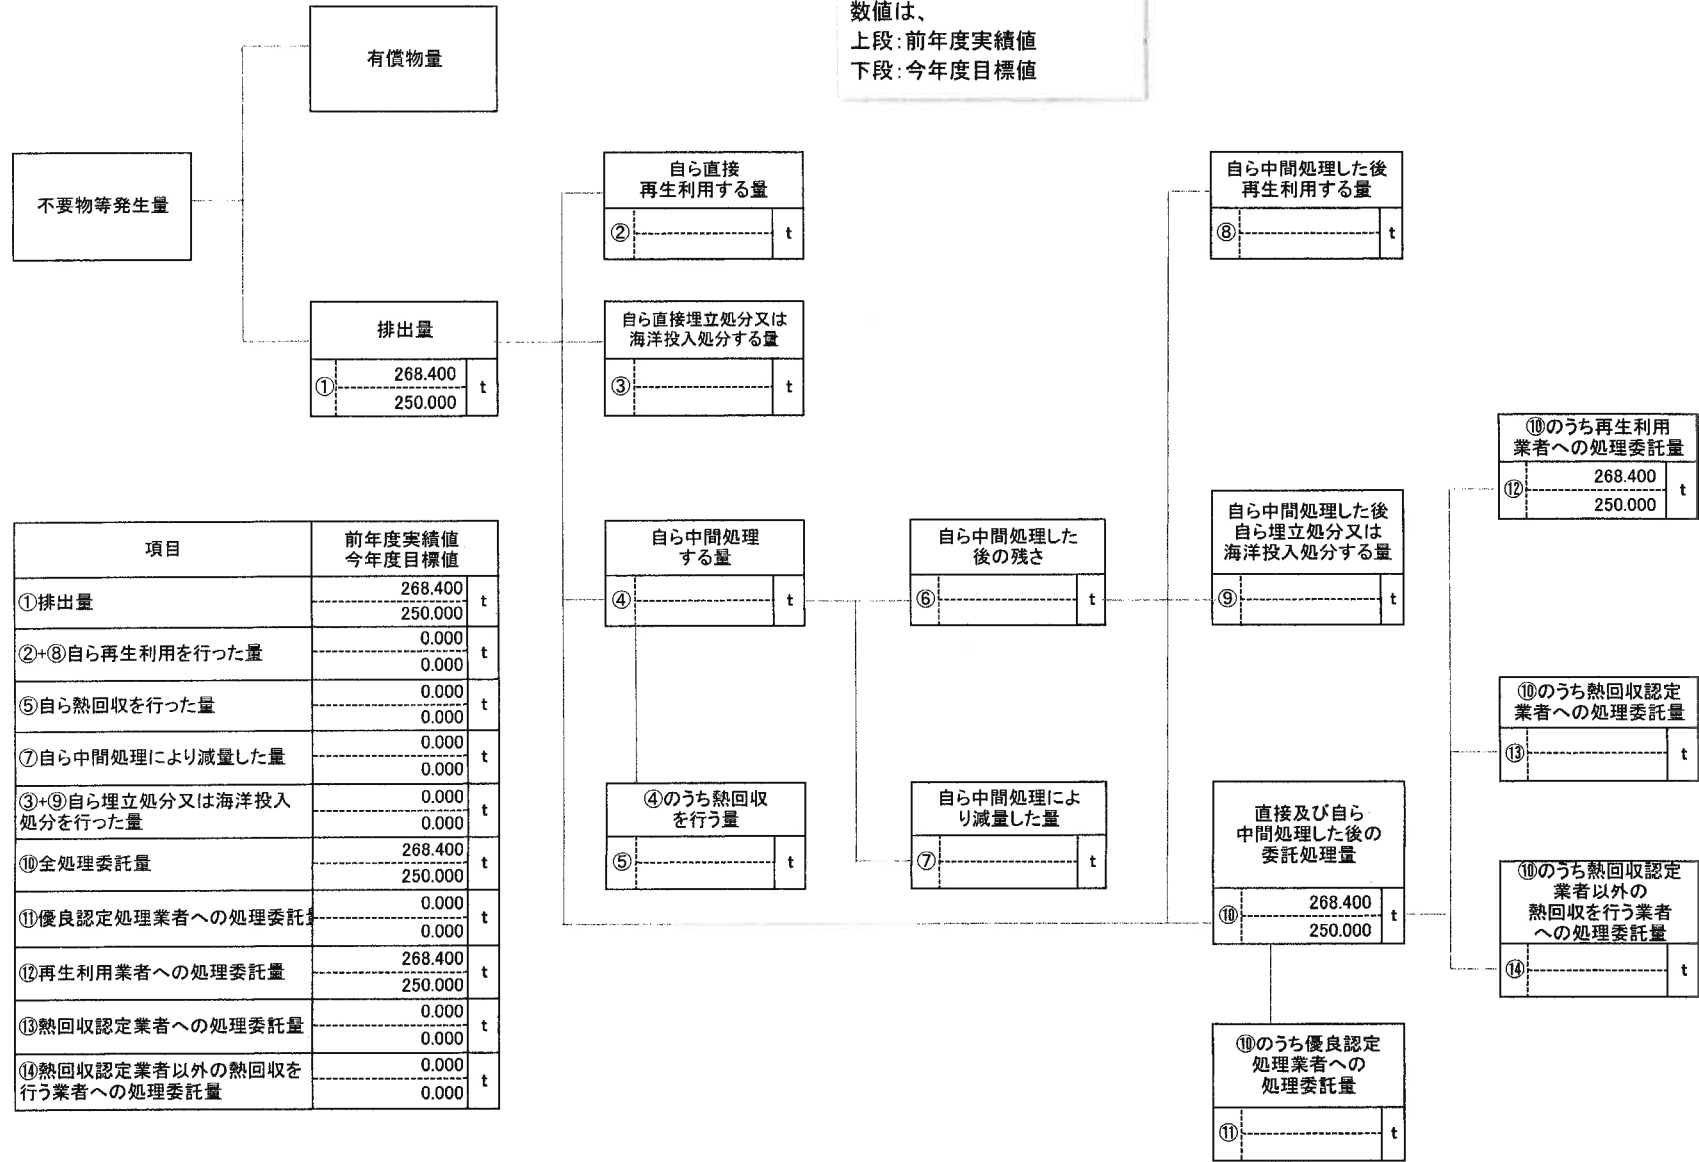 数値は、
上段:前年度実績値
下段:今年度目標値
有償物量
不要物等発生量
排出量
① 268.400 t
250.000
自ら直接
再生利用する量
② t
自ら直接埋立処分又は
海洋投入処分する量
③ t
自ら中間処理
する量
④ t
④のうち熱回収
を行う量
⑤ t
自ら中間処理した
後の残さ
⑥ t
自ら中間処理によ
り減量した量
⑦ t
自ら中間処理した後
再生利用する量
⑧ t
自ら中間処理した後
自ら埋立処分又は
海洋投入処分する量
⑨ t
直接及び自ら
中間処理した後の
委託処理量
⑩ 268.400 t
250.000
⑩のうち優良認定
処理業者への
処理委託量
⑪ t
⑩のうち再生利用
業者への処理委託量
⑫ 268.400 t
250.000
⑩のうち熱回収認定
業者への処理委託量
⑬ t
⑩のうち熱回収認定
業者以外の
熱回収を行う業者
への処理委託量
⑭ t
項目 前年度実績値
今年度目標値
①排出量 268.400 t
250.000
②+⑧自ら再生利用を行った量 0.000 t
0.000
⑤自ら熱回収を行った量 0.000 t
0.000
⑦自ら中間処理により減量した量 0.000 t
0.000
③+⑨自ら埋立処分又は海洋投入
処分を行った量 0.000 t
0.000
⑩全処理委託量 268.400 t
250.000
⑪優良認定処理業者への処理委託 0.000 t
0.000
⑫再生利用業者への処理委託量 268.400 t
250.000
⑬熱回収認定業者への処理委託量 0.000 t
0.000
⑭熱回収認定業者以外の熱回収を
行う業者への処理委託量 0.000 t
0.000